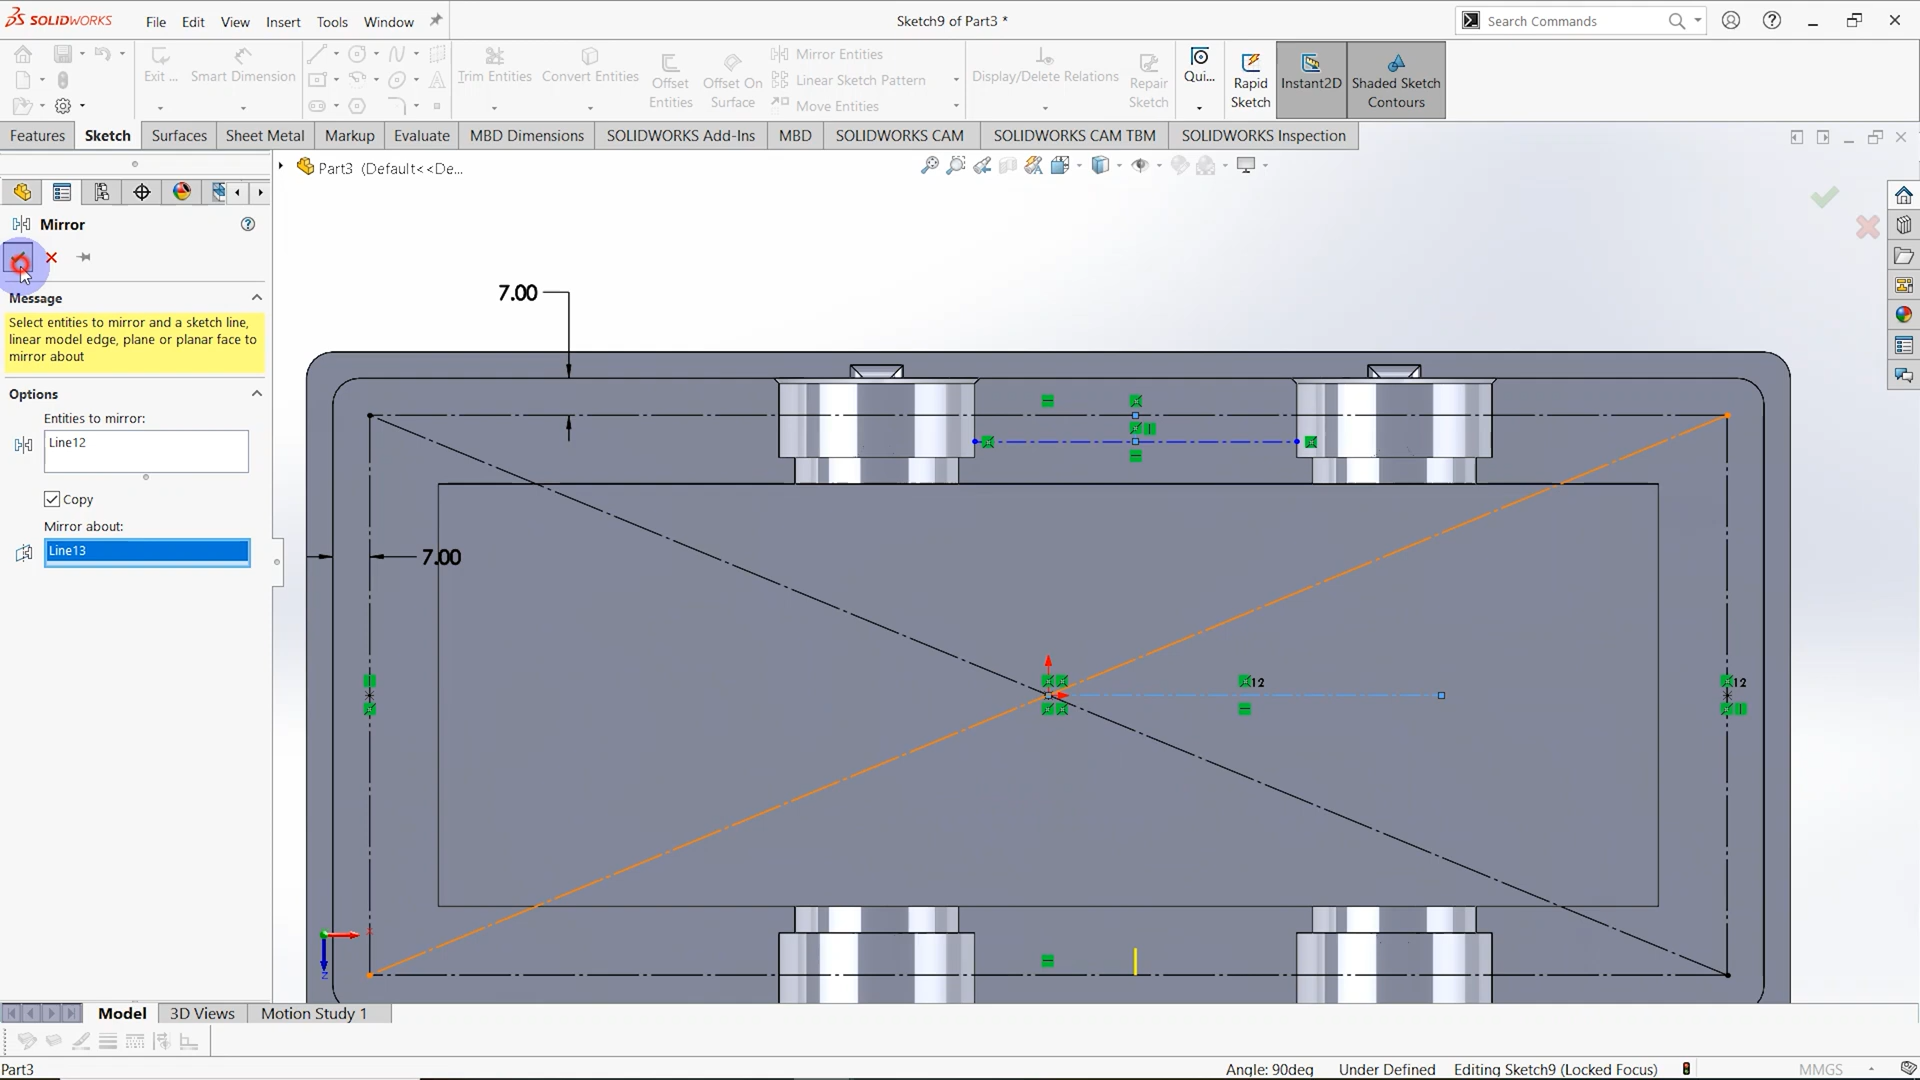 SOLIDWORKS File Edit View Insert Tools Window Sketch9 of Part3 * Search Commands
Exit ... Smart Dimension Trim Entities Convert Entities Offset Entities Offset On Surface Mirror Entities Linear Sketch Pattern Move Entities Display/Delete Relations Repair Sketch Qui... Rapid Sketch Instant2D Shaded Sketch Contours
Features Sketch Surfaces Sheet Metal Markup Evaluate MBD Dimensions SOLIDWORKS Add-Ins MBD SOLIDWORKS CAM SOLIDWORKS CAM TBM SOLIDWORKS Inspection
Part3 (Default<<De...
Mirror
Message
Select entities to mirror and a sketch line,
linear model edge, plane or planar face to
mirror about
Options
Entities to mirror:
Line12
Copy
Mirror about:
Line13
7.00
7.00
12
12
Z
Model 3D Views Motion Study 1
Part3 Angle: 90deg Under Defined Editing Sketch9 (Locked Focus) MMGS